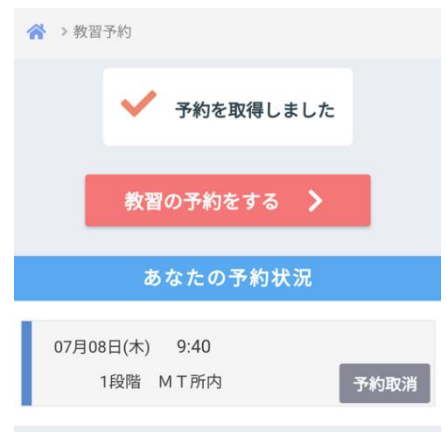 > 教習予約
予約を取得しました
教習の予約をする
あなたの予約状況
07月08日(木) 9:40
1段階 ＭＴ所内
予約取消